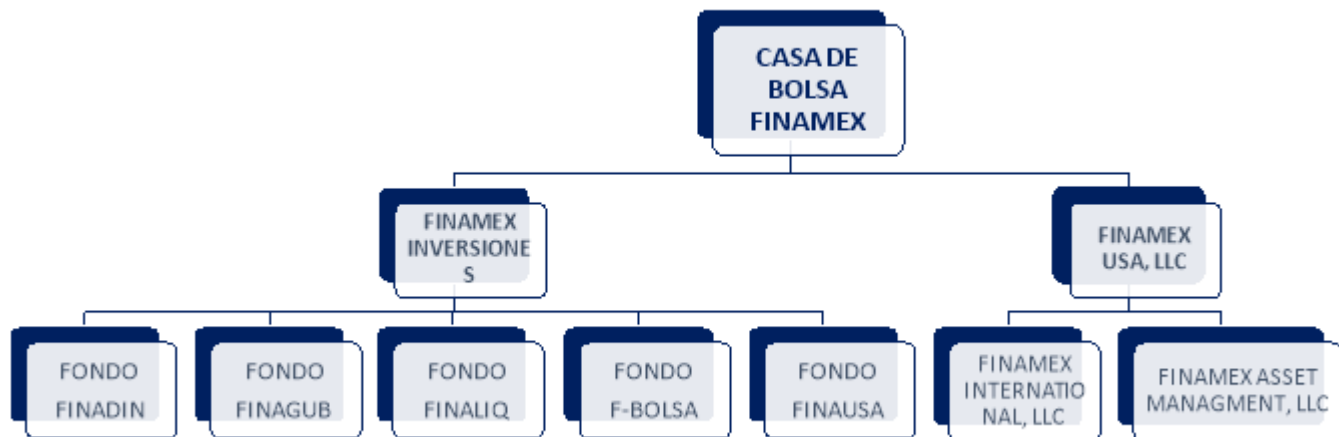 CASA DE
BOLSA
FINAMEX
FINAMEX
INVERSIONE
S
FINAMEX
USA, LLC
FONDO
FINADIN
FONDO
FINAGUB
FONDO
FINALIQ
FONDO
F-BOLSA
FONDO
FINAUSA
FINAMEX
INTERNATIO
NAL, LLC
FINAMEX ASSET
MANAGMENT, LLC